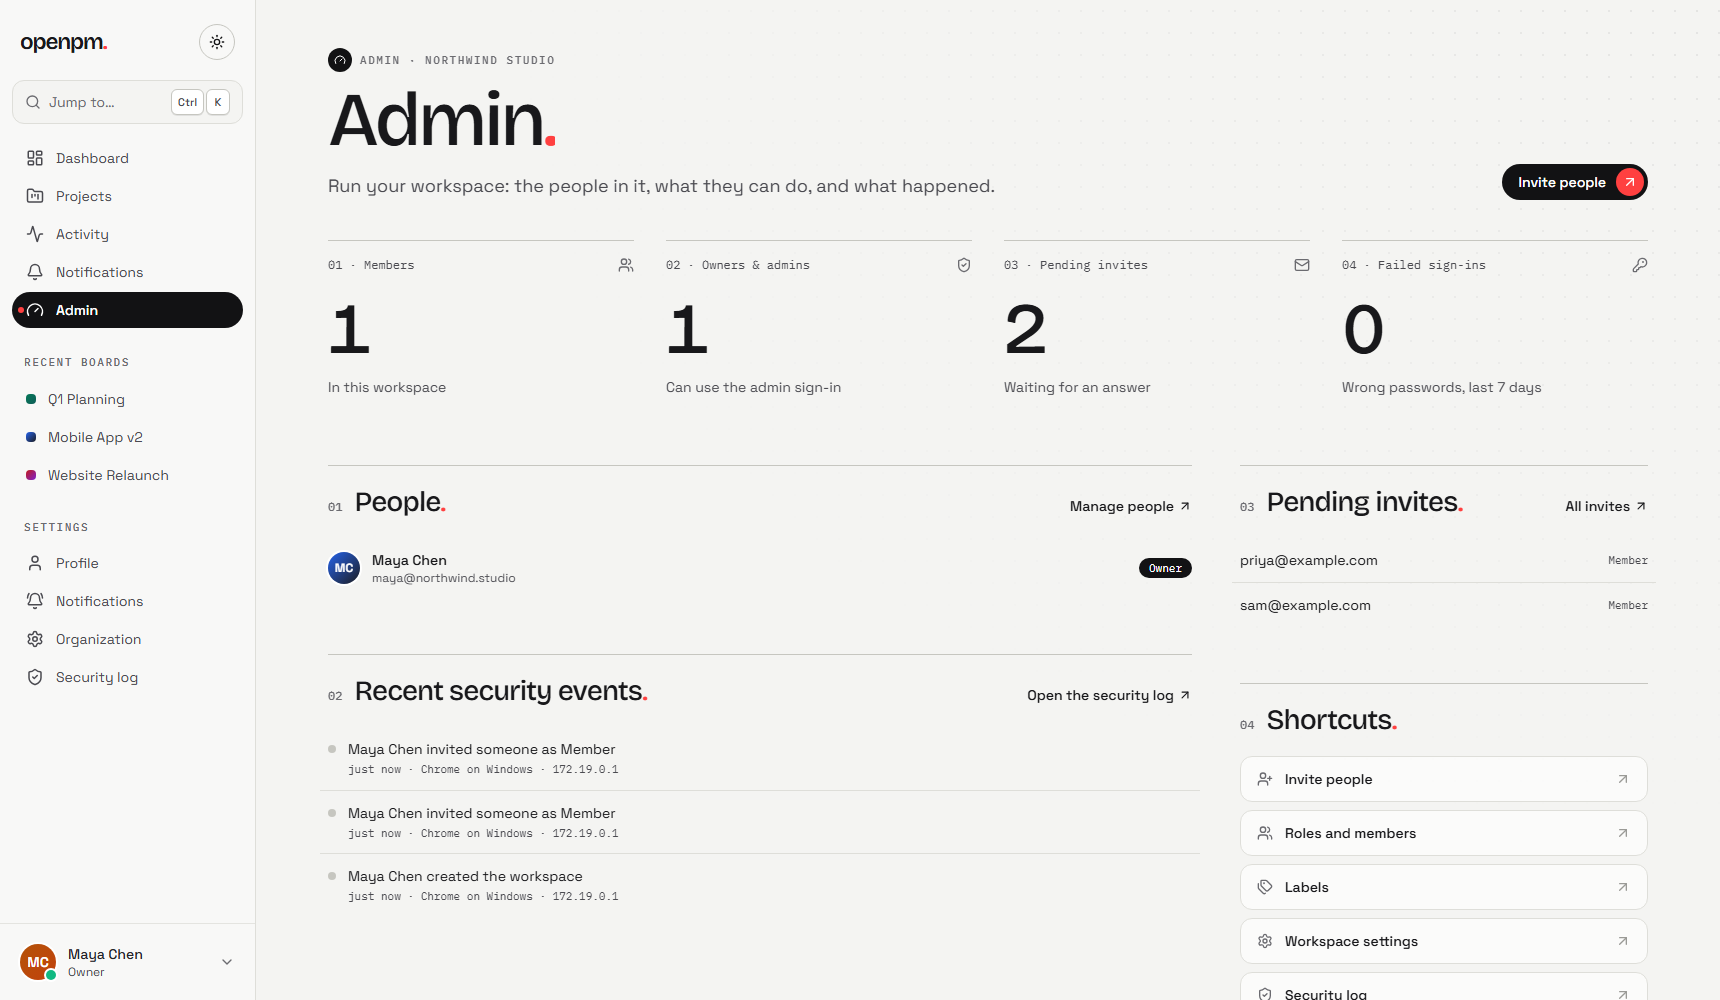 openpm.
Jump to...
Ctrl K
Dashboard
Projects
Activity
Notifications
Admin
RECENT BOARDS
Q1 Planning
Mobile App v2
Website Relaunch
SETTINGS
Profile
Notifications
Organization
Security log
MC
Maya Chen
Owner
ADMIN · NORTHWIND STUDIO
Admin.
Run your workspace: the people in it, what they can do, and what happened.
Invite people
01 · Members
1
In this workspace
02 · Owners & admins
1
Can use the admin sign-in
03 · Pending invites
2
Waiting for an answer
04 · Failed sign-ins
0
Wrong passwords, last 7 days
01 People.
Manage people
MC
Maya Chen
maya@northwind.studio
Owner
02 Recent security events.
Open the security log
Maya Chen invited someone as Member
just now · Chrome on Windows · 172.19.0.1
Maya Chen invited someone as Member
just now · Chrome on Windows · 172.19.0.1
Maya Chen created the workspace
just now · Chrome on Windows · 172.19.0.1
03 Pending invites.
All invites
priya@example.com
Member
sam@example.com
Member
04 Shortcuts.
Invite people
Roles and members
Labels
Workspace settings
Security log